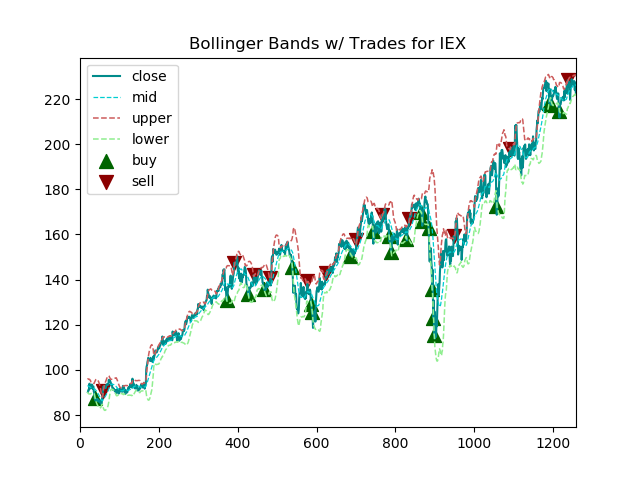 Bollinger Bands w/ Trades for IEX
close
mid
upper
lower
buy
sell
220
200
180
160
140
120
100
80
0 200 400 600 800 1000 1200